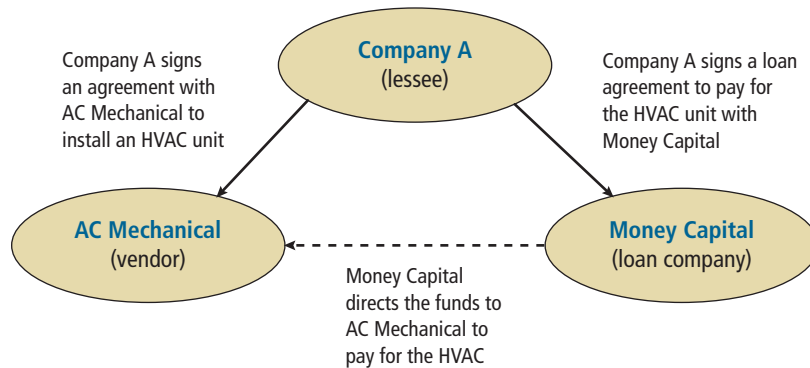 Company A
(lessee)
Company A signs
an agreement with
AC Mechanical to
install an HVAC unit
Company A signs a loan
agreement to pay for
the HVAC unit with
Money Capital
AC Mechanical
(vendor)
Money Capital
(loan company)
Money Capital
directs the funds to
AC Mechanical to
pay for the HVAC